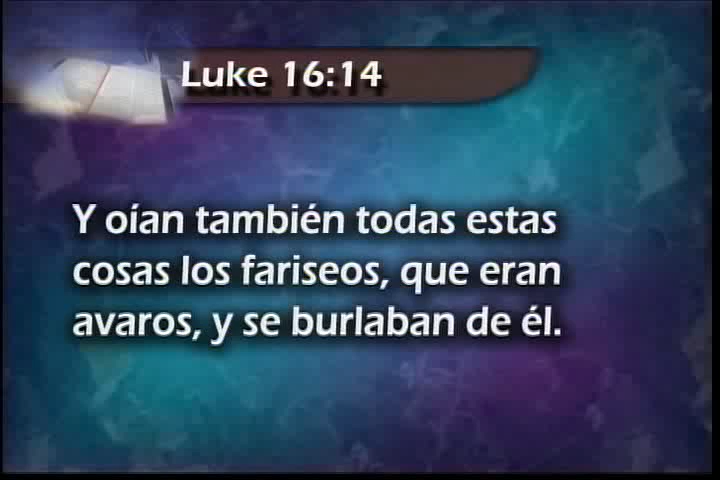 Luke 16:14
Y oían también todas estas
cosas los fariseos, que eran
avaros, y se burlaban de él.